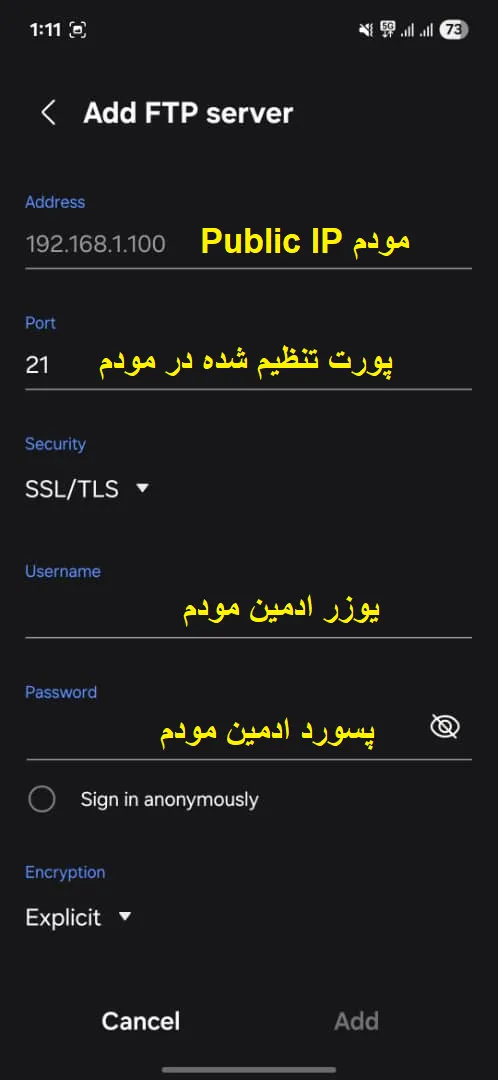 1:11
5G
73
Add FTP server
Address
192.168.1.100
Public IP مودم
Port
21
پورت تنظیم شده در مودم
Security
SSL/TLS
Username
یوزر ادمین مودم
Password
پسورد ادمین مودم
Sign in anonymously
Encryption
Explicit
Cancel
Add